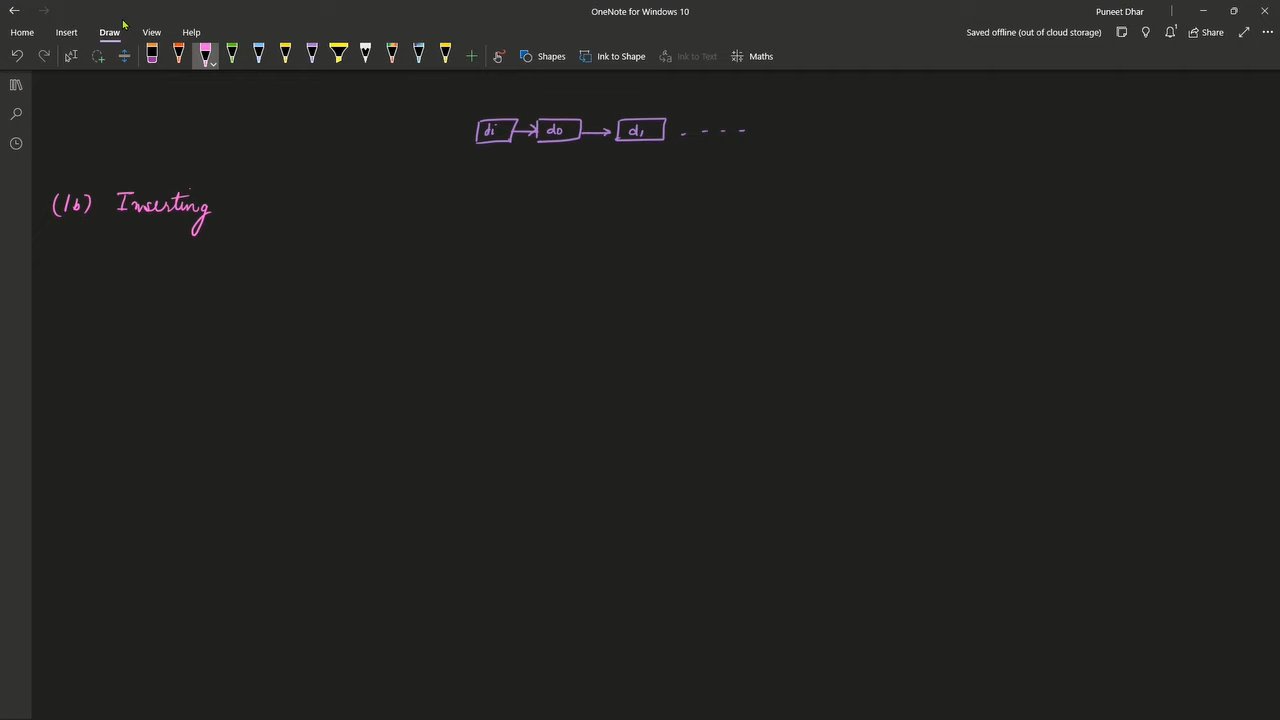 OneNote for Windows 10
Puneet Dhar
Home Insert Draw View Help
Saved offline (out of cloud storage)
Share
Shapes Ink to Shape Ink to Text Maths
di → do → d1 - - - -
(1b) Inserting